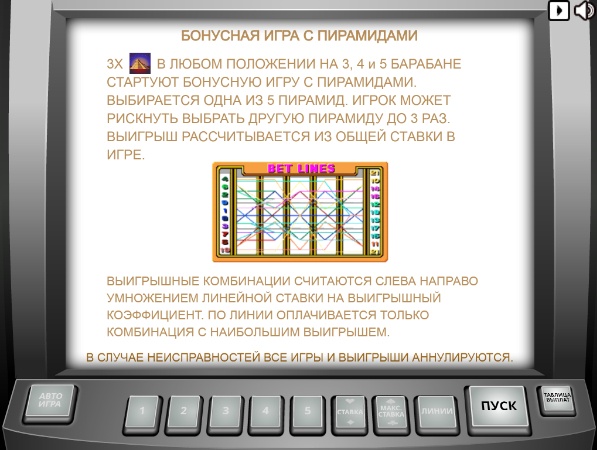 БОНУСНАЯ ИГРА С ПИРАМИДАМИ
3X В ЛЮБОМ ПОЛОЖЕНИИ НА 3, 4 и 5 БАРАБАНЕ
СТАРТУЮТ БОНУСНУЮ ИГРУ С ПИРАМИДАМИ.
ВЫБИРАЕТСЯ ОДНА ИЗ 5 ПИРАМИД. ИГРОК МОЖЕТ
РИСКНУТЬ ВЫБРАТЬ ДРУГУЮ ПИРАМИДУ ДО 3 РАЗ.
ВЫИГРЫШ РАССЧИТЫВАЕТСЯ ИЗ ОБЩЕЙ СТАВКИ В
ИГРЕ.
BET LINES
ВЫИГРЫШНЫЕ КОМБИНАЦИИ СЧИТАЮТСЯ СЛЕВА НАПРАВО
УМНОЖЕНИЕМ ЛИНЕЙНОЙ СТАВКИ НА ВЫИГРЫШНЫЙ
КОЭФФИЦИЕНТ. ПО ЛИНИИ ОПЛАЧИВАЕТСЯ ТОЛЬКО
КОМБИНАЦИЯ С НАИБОЛЬШИМ ВЫИГРЫШЕМ.
В СЛУЧАЕ НЕИСПРАВНОСТЕЙ ВСЕ ИГРЫ И ВЫИГРЫШИ АННУЛИРУЮТСЯ.
АВТО
ИГРА
1 2 3 4 5 СТАВКА
МАКС.
СТАВКА
ЛИНИИ
ПУСК
ТАБЛИЦА
ВЫПЛАТ